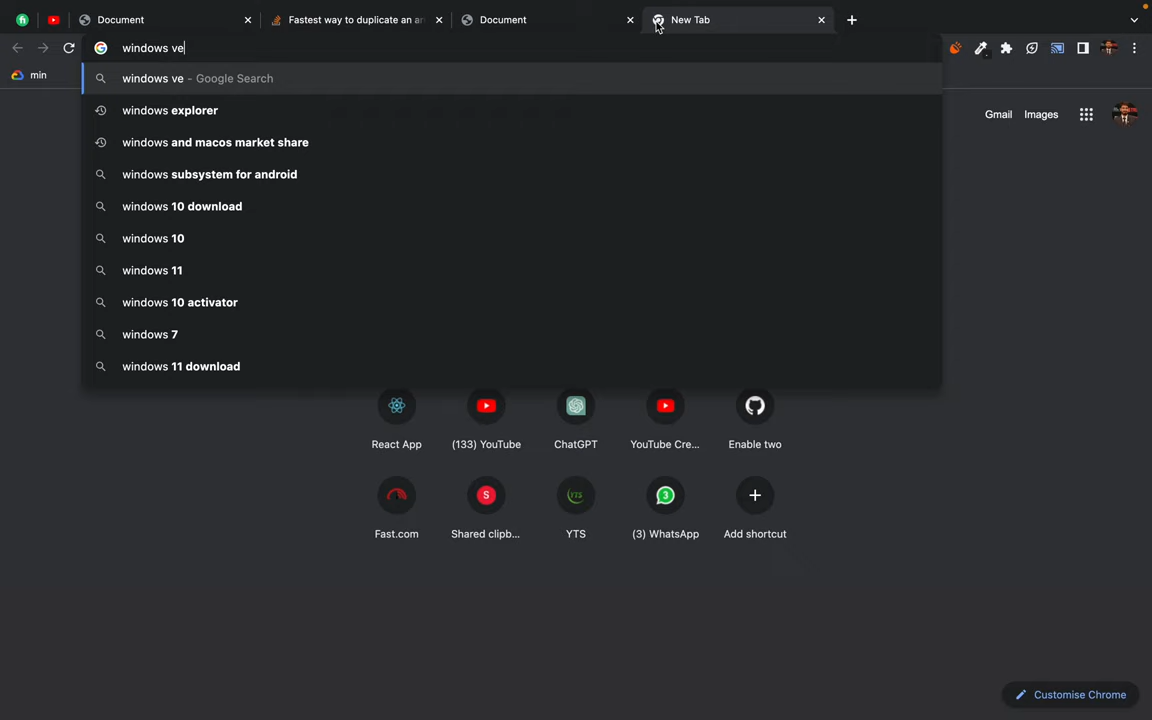 Document
Fastest way to duplicate an ar
Document
New Tab
windows ve
min
windows ve – Google Search
windows explorer
windows and macos market share
windows subsystem for android
windows 10 download
windows 10
windows 11
windows 10 activator
windows 7
windows 11 download
Gmail Images
React App (133) YouTube ChatGPT YouTube Cre... Enable two
Fast.com Shared clipb... YTS (3) WhatsApp Add shortcut
Customise Chrome